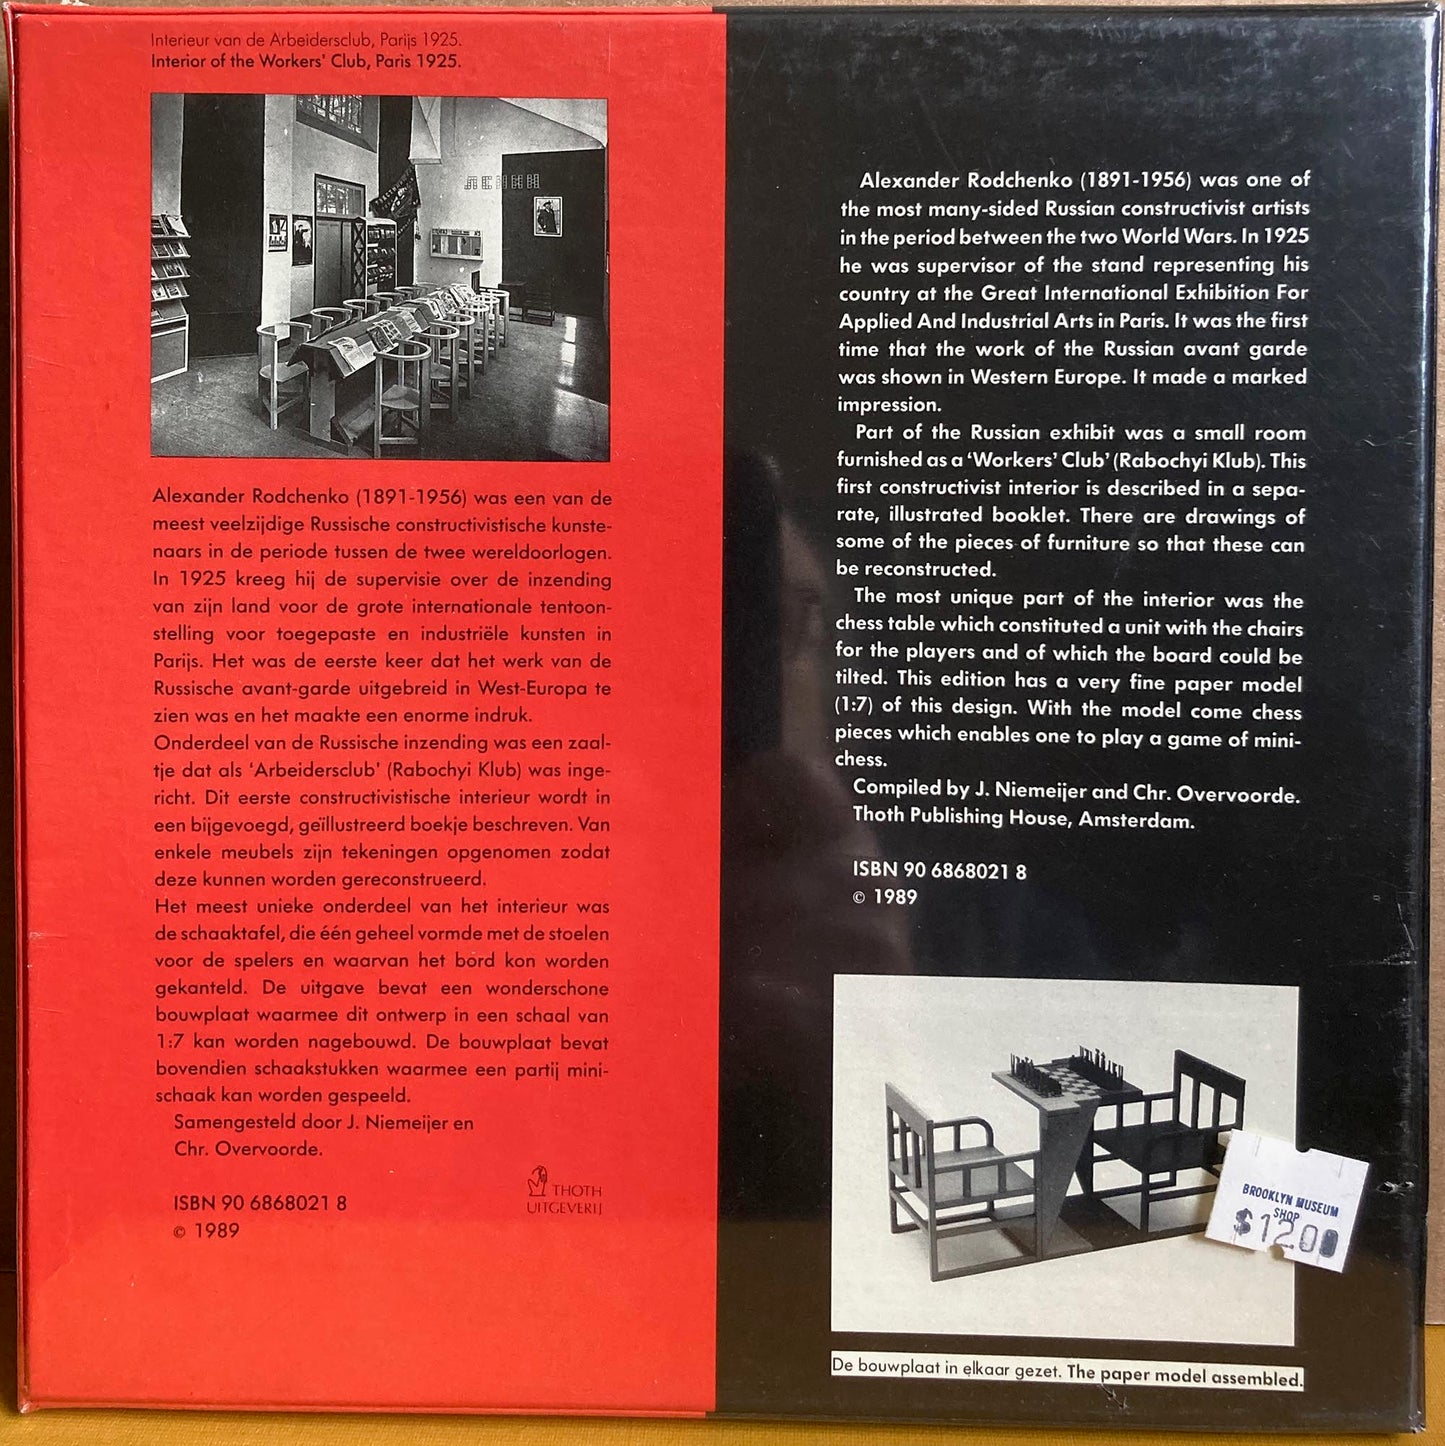 Interieur van de Arbeidersclub, Parijs 1925.
Interior of the Workers' Club, Paris 1925.
ЛЕНИН
Alexander Rodchenko (1891-1956) was een van de
meest veelzijdige Russische constructivistische kunste-
naars in de periode tussen de twee wereldoorlogen.
In 1925 kreeg hij de supervisie over de inzending
van zijn land voor de grote internationale tentoon-
stelling voor toegepaste en industriële kunsten in
Parijs. Het was de eerste keer dat het werk van de
Russische avant-garde uitgebreid in West-Europa te
zien was en het maakte een enorme indruk.
Onderdeel van de Russische inzending was een zaal-
tje dat als 'Arbeidersclub' (Rabochyi Klub) was inge-
richt. Dit eerste constructivistische interieur wordt in
een bijgevoegd, geïllustreerd boekje beschreven. Van
enkele meubels zijn tekeningen opgenomen zodat
deze kunnen worden gereconstrueerd.
Het meest unieke onderdeel van het interieur was
de schaaktafel, die één geheel vormde met de stoelen
voor de spelers en waarvan het bord kon worden
gekanteld. De uitgave bevat een wonderschone
bouwplaat waarmee dit ontwerp in een schaal van
1:7 kan worden nagebouwd. De bouwplaat bevat
bovendien schaakstukken waarmee een partij mini-
schaak kan worden gespeeld.
Samengesteld door J. Niemeijer en
Chr. Overvoorde.
ISBN 90 6868021 8
© 1989
THOTH
UITGEVERIJ
Alexander Rodchenko (1891-1956) was one of
the most many-sided Russian constructivist artists
in the period between the two World Wars. In 1925
he was supervisor of the stand representing his
country at the Great International Exhibition For
Applied And Industrial Arts in Paris. It was the first
time that the work of the Russian avant garde
was shown in Western Europe. It made a marked
impression.
Part of the Russian exhibit was a small room
furnished as a 'Workers' Club' (Rabochyi Klub). This
first constructivist interior is described in a sepa-
rate, illustrated booklet. There are drawings of
some of the pieces of furniture so that these can
be reconstructed.
The most unique part of the interior was the
chess table which constituted a unit with the chairs
for the players and of which the board could be
tilted. This edition has a very fine paper model
(1:7) of this design. With the model come chess
pieces which enables one to play a game of mini-
chess.
Compiled by J. Niemeijer and Chr. Overvoorde.
Thoth Publishing House, Amsterdam.
ISBN 90 6868021 8
© 1989
BROOKLYN MUSEUM
SHOP
$12.00
De bouwplaat in elkaar gezet. The paper model assembled.